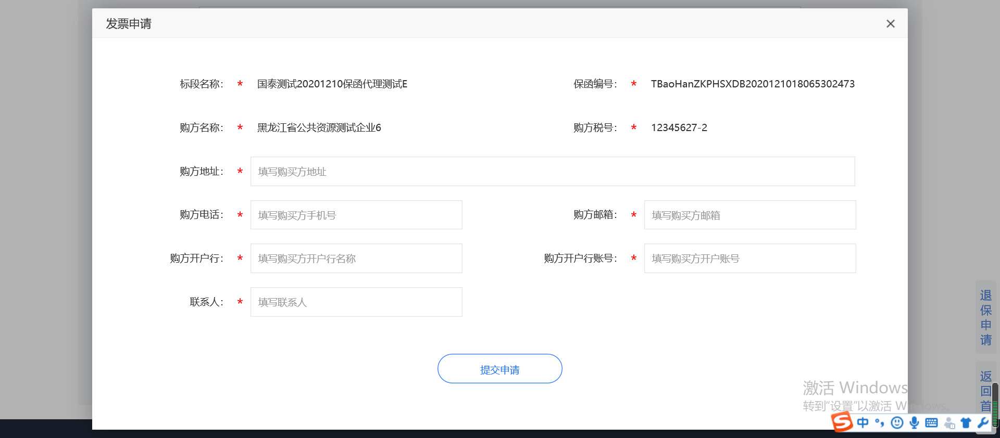 发票申请
标段名称： * 国泰测试20201210保函代理测试E 保函编号： * TBaoHanZKPHSXDB2020121018065302473
购方名称： * 黑龙江省公共资源测试企业6 购方税号： * 12345627-2
购方地址： * 填写购买方地址
购方电话： * 填写购买方手机号 购方邮箱： * 填写购买方邮箱
购方开户行： * 填写购买方开户行名称 购方开户行账号： * 填写购买方开户账号
联系人： * 填写联系人
提交申请
退保申请
返回首
激活 Windows
转到“设置”以激活 Windows。
中